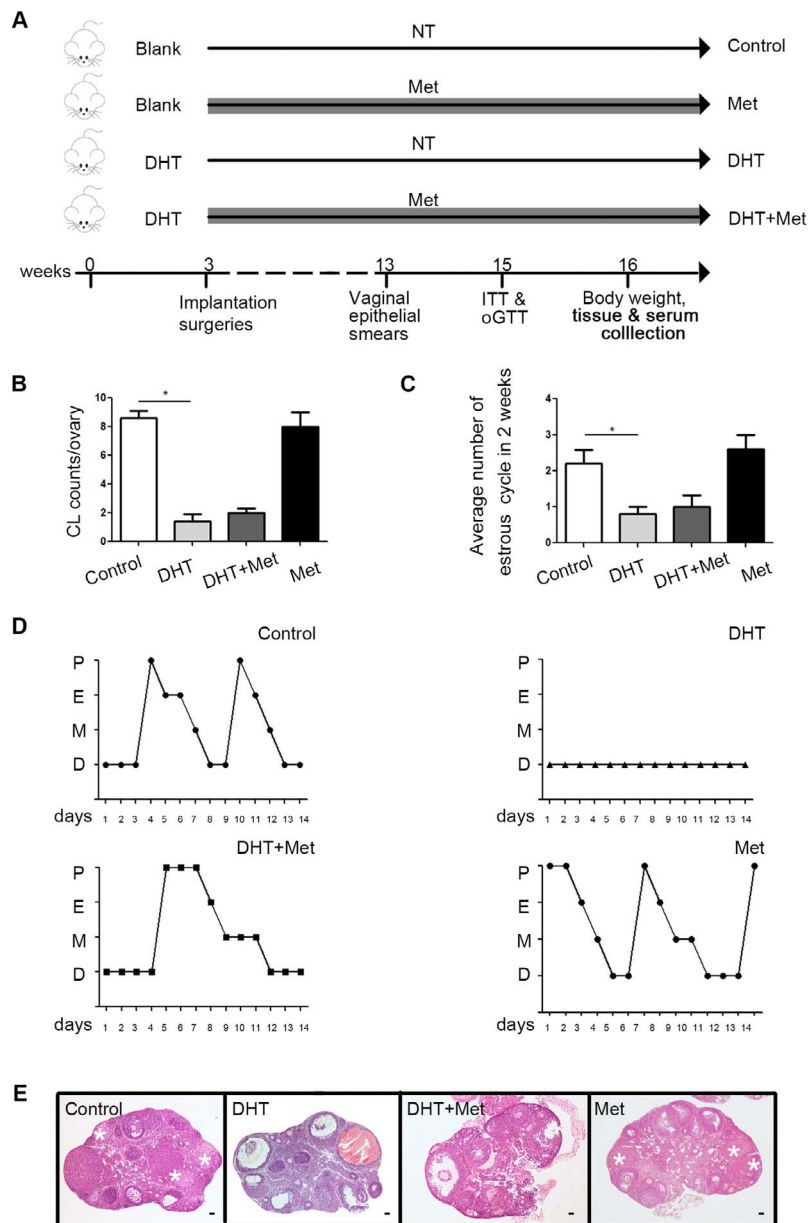 A
NT
Blank
Control
Met
Blank
Met
NT
DHT
DHT
Met
DHT
DHT+Met
weeks
0
3
13
15
16
Implantation
surgeries
Vaginal
epithelial
smears
ITT &
oGTT
Body weight,
tissue & serum
colllection
B
CL counts/ovary
10
8
6
4
2
0
*
Control
DHT
DHT+Met
Met
C
Average number of
estrous cycle in 2 weeks
4
3
2
1
0
*
Control
DHT
DHT+Met
Met
D
Control
P
E
M
D
days
1 2 3 4 5 6 7 8 9 10 11 12 13 14
DHT
P
E
M
D
days
1 2 3 4 5 6 7 8 9 10 11 12 13 14
DHT+Met
P
E
M
D
days
1 2 3 4 5 6 7 8 9 10 11 12 13 14
Met
P
E
M
D
days
1 2 3 4 5 6 7 8 9 10 11 12 13 14
E
Control
* * *
DHT
DHT+Met
*
Met
* * *